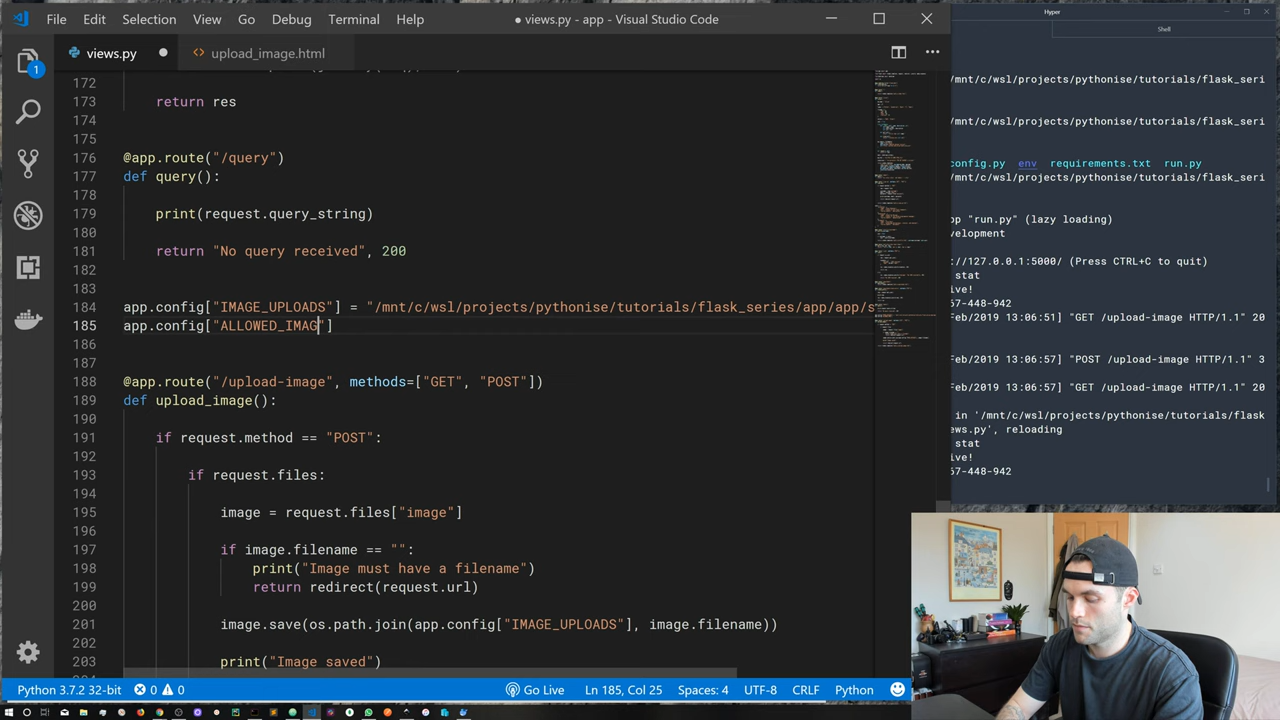 File Edit Selection View Go Debug Terminal Help
● views.py - app - Visual Studio Code
Hyper
views.py
upload_image.html
Shell
1
172
173 return res
174
175
176 @app.route("/query")
177 def
178
179 request.query_string)
180
181 "No query received", 200
182
183
184 ["IMAGE_UPLOADS"] = "/mnt/c/wsl/projects/pythonise/tutorials/flask_series/app/app/s
185 app.config["ALLOWED_IMAG"]
186
187
188 @app.route("/upload-image", methods=["GET", "POST"])
189 def upload_image():
190
191 if request.method == "POST":
192
193 if request.files:
194
195 image = request.files["image"]
196
197 if image.filename == "":
198 print("Image must have a filename")
199 return redirect(request.url)
200
201 image.save(os.path.join(app.config["IMAGE_UPLOADS"], image.filename))
202
203 print("Image saved")
/mnt/c/wsl/projects/pythonise/tutorials/flask_seri
/mnt/c/wsl/projects/pythonise/tutorials/flask_seri
config.py env requirements.txt run.py
/mnt/c/wsl/projects/pythonise/tutorials/flask_seri
"run.py" (lazy loading)
://127.0.0.1:5000/ (Press CTRL+C to quit)
stat
67-448-942
Feb/2019 13:06:57] "GET /upload-image HTTP/1.1" 20
Feb/2019 13:06:57] "POST /upload-image HTTP/1.1" 3
Feb/2019 13:06:57] "GET /upload-image HTTP/1.1" 20
in '/mnt/c/wsl/projects/pythonise/tutorials/flask
ews.py', reloading
stat
67-448-942
Python 3.7.2 32-bit 0 0 Go Live Ln 185, Col 25 Spaces: 4 UTF-8 CRLF Python